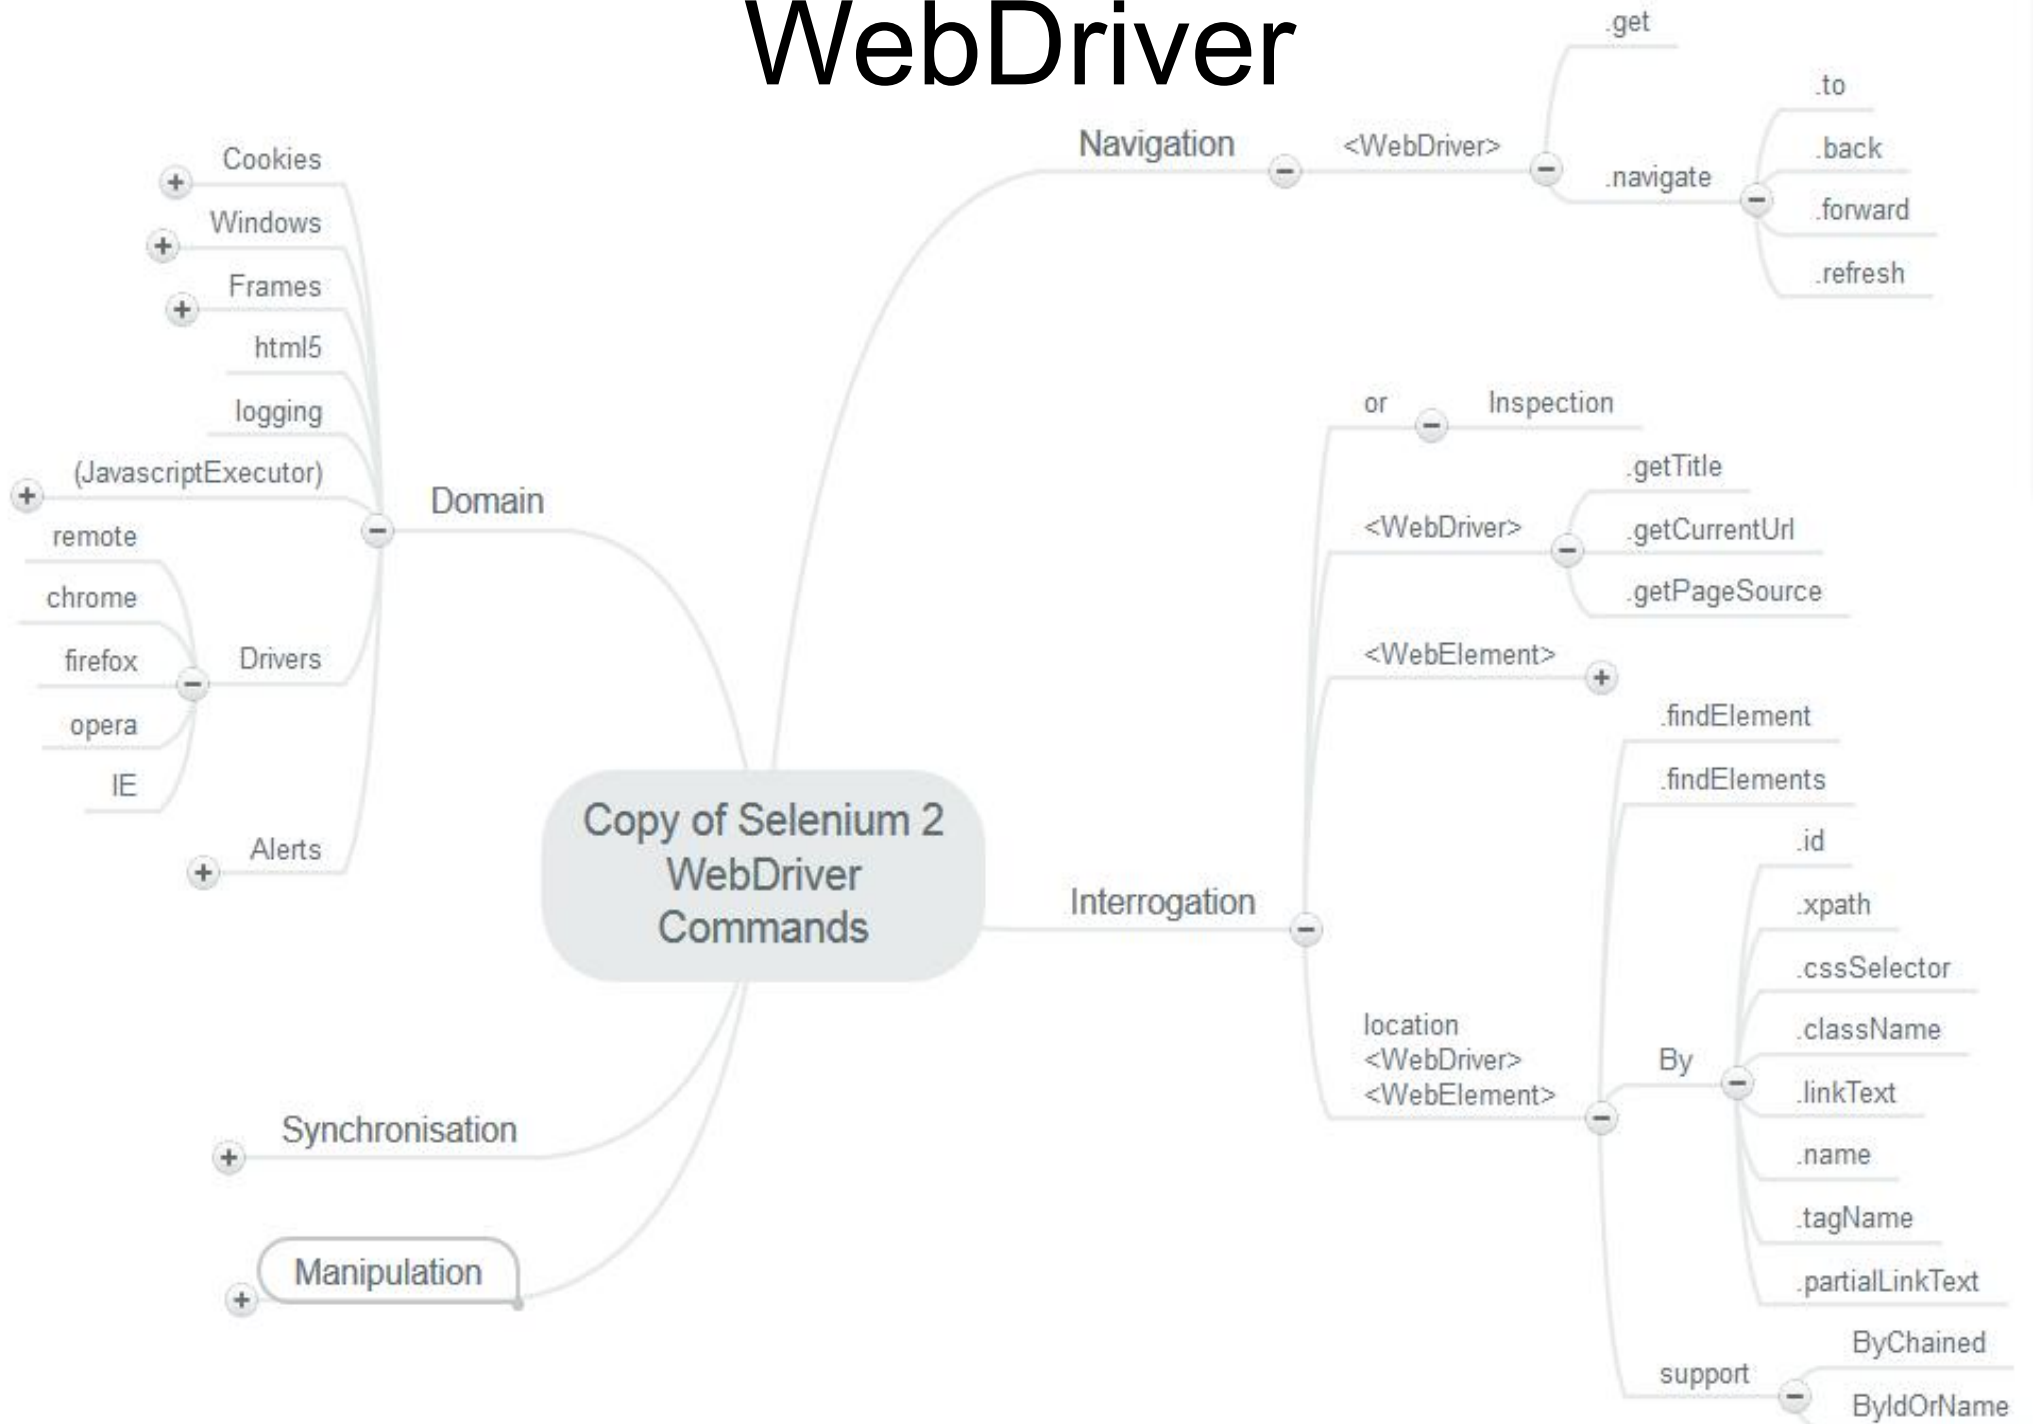 WebDriver
Copy of Selenium 2
WebDriver
Commands
Navigation
<WebDriver>
.get
.navigate
.to
.back
.forward
.refresh
Interrogation
or
Inspection
<WebDriver>
.getTitle
.getCurrentUrl
.getPageSource
<WebElement>
location
<WebDriver>
<WebElement>
.findElement
.findElements
By
.id
.xpath
.cssSelector
.className
.linkText
.name
.tagName
.partialLinkText
support
ByChained
ByIdOrName
Domain
Cookies
Windows
Frames
html5
logging
(JavascriptExecutor)
Drivers
remote
chrome
firefox
opera
IE
Alerts
Synchronisation
Manipulation